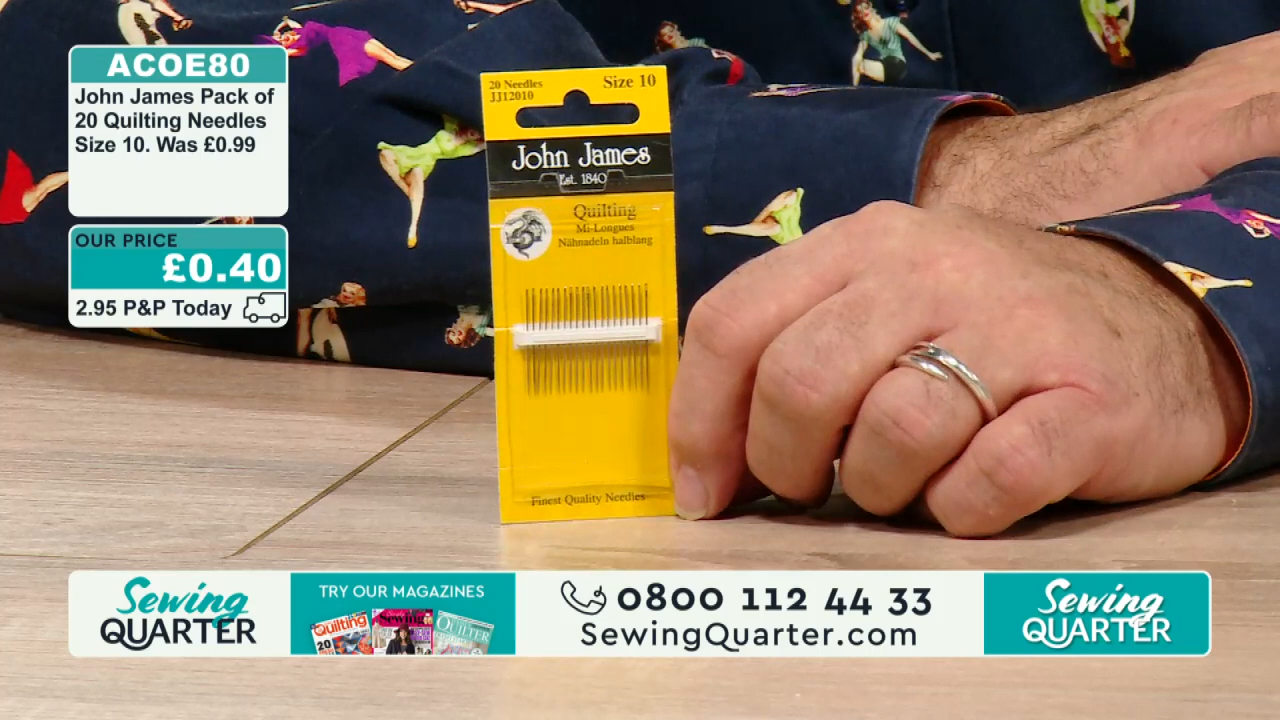 ACOE80
John James Pack of
20 Quilting Needles
Size 10. Was £0.99
OUR PRICE
£0.40
2.95 P&P Today
20 Needles
JJ12010
Size 10
John James
Est. 1840
Quilting
Mi-Longues
Nähnadeln halblang
Finest Quality Needles
Sewing
QUARTER
TRY OUR MAGAZINES
Quilting
20
Sewing
QUILTER
0800 112 44 33
SewingQuarter.com
Sewing
QUARTER